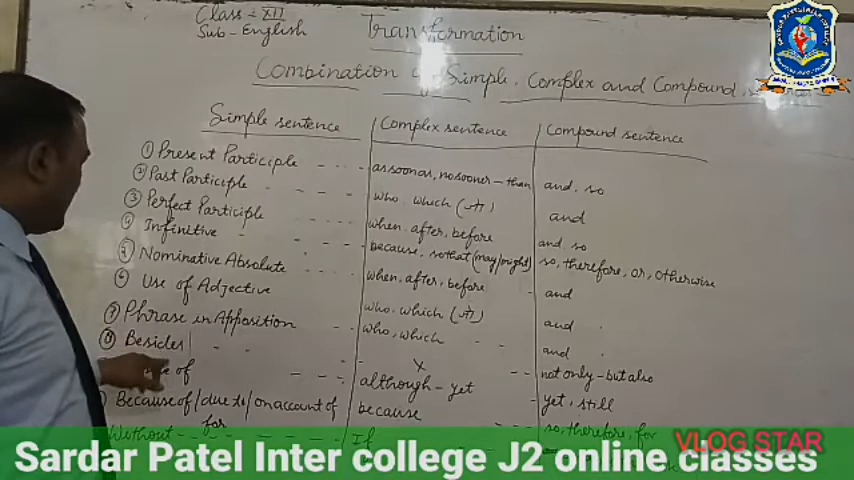 Class - XII
Sub - English
Transformation
Combination of Simple, Complex and Compound
Simple sentence | Complex sentence | Compound sentence
① Present Participle - - - - as soon as, no sooner - than and, so
② Past Participle - - - - who, which (जो) and
③ Perfect Participle - - - - when, after, before and so
④ Infinitive - - - - - because, so that (may/might) so, therefore, or, otherwise
Nominative Absolute - - - - when, after, before - and
Use of Adjective who, which (जो) and
⑦ Phrase in Apposition - - who, which - - and
⑧ Besides - - - - X - - not only - but also
of - - - although - yet - yet, still
Because of / due to / on account of because - - - so, therefore, for
for
Without - - - - - - If
Sardar Patel Inter college J2 online classes
VLOG STAR